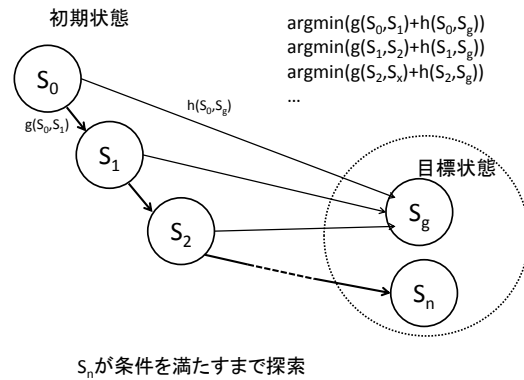 初期状態
argmin(g(S0,S1)+h(S0,Sg))
argmin(g(S1,S2)+h(S1,Sg))
argmin(g(S2,Sx)+h(S2,Sg))
…
S0
h(S0,Sg)
g(S0,S1)
S1
目標状態
S2
Sg
Sn
Snが条件を満たすまで探索